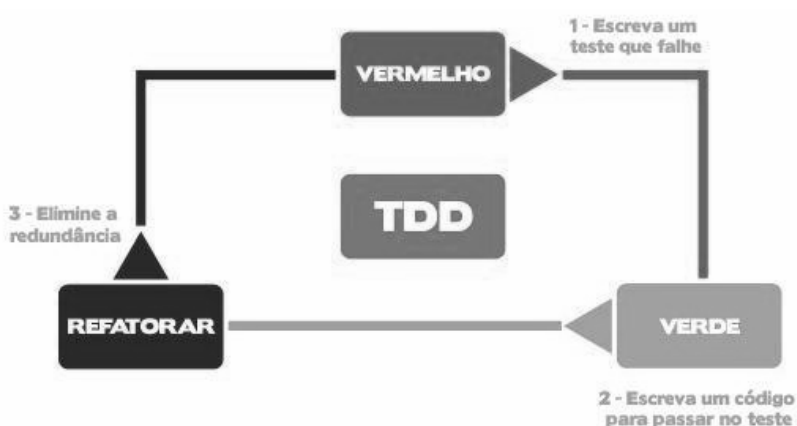 1 - Escreva um
teste que falhe
VERMELHO
TDD
3 - Elimine a
redundância
REFATORAR
VERDE
2 - Escreva um código
para passar no teste